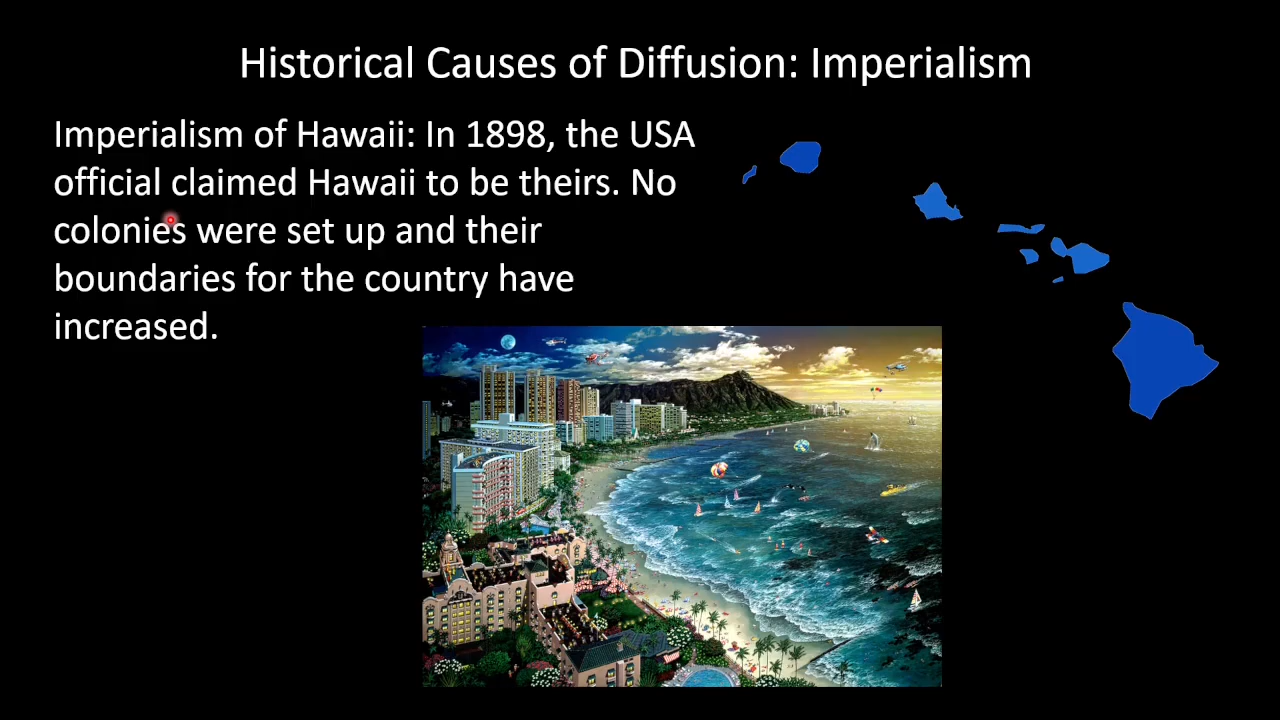 Historical Causes of Diffusion: Imperialism
Imperialism of Hawaii: In 1898, the USA
official claimed Hawaii to be theirs. No
colonies were set up and their
boundaries for the country have
increased.